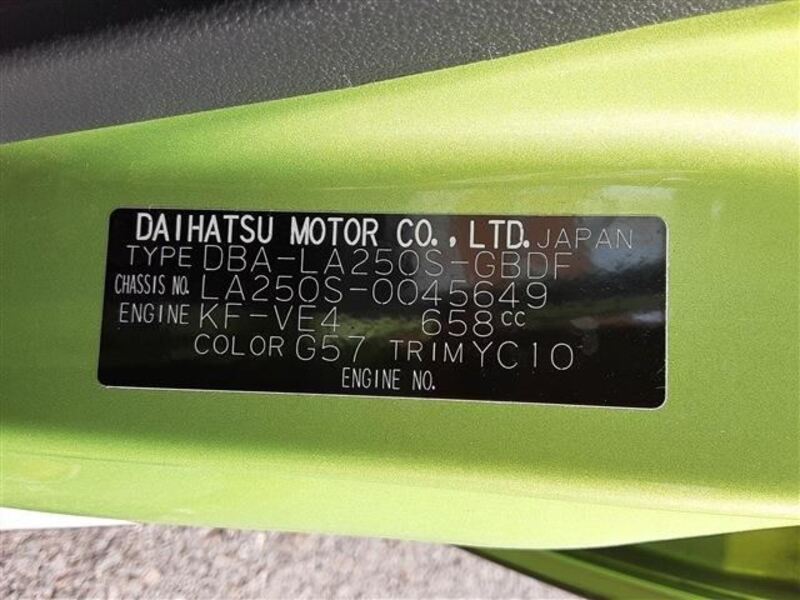 DAIHATSU MOTOR CO., LTD. JAPAN
TYPE DBA-LA250S-GBDF
CHASSIS NO. LA250S-0045649
ENGINE KF-VE4 658cc
COLOR G57 TRIM YC10
ENGINE NO.